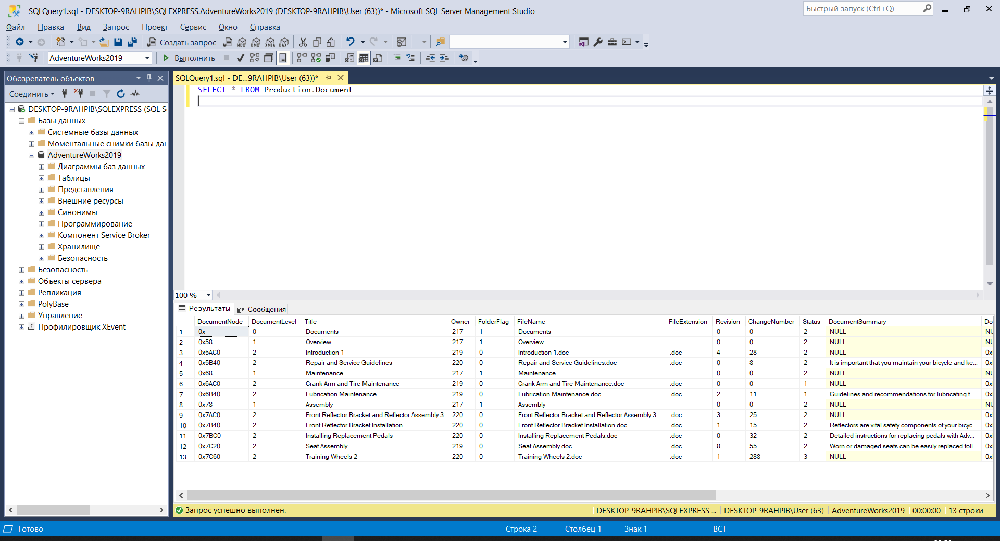 SQLQuery1.sql - DESKTOP-9RAHPIB\SQLEXPRESS.AdventureWorks2019 (DESKTOP-9RAHPIB\User (63))* - Microsoft SQL Server Management Studio
Быстрый запуск (Ctrl+Q)
Файл Правка Вид Запрос Проект Сервис Окно Справка
Создать запрос MDX DMX XMLA DAX
AdventureWorks2019 Выполнить
Обозреватель объектов
Соединить
DESKTOP-9RAHPIB\SQLEXPRESS (SQL S
Базы данных
Системные базы данных
Моментальные снимки базы дан
AdventureWorks2019
Диаграммы баз данных
Таблицы
Представления
Внешние ресурсы
Синонимы
Программирование
Компонент Service Broker
Хранилище
Безопасность
Безопасность
Объекты сервера
Репликация
PolyBase
Управление
Профилировщик XEvent
SQLQuery1.sql - DE...9RAHPIB\User (63))*
SELECT * FROM Production.Document
100 %
Результаты Сообщения
DocumentNode DocumentLevel Title Owner FolderFlag FileName FileExtension Revision ChangeNumber Status DocumentSummary Do
1 0x 0 Documents 217 1 Documents 0 0 2 NULL NU
2 0x58 1 Overview 217 1 Overview 0 0 2 NULL NU
3 0x5AC0 2 Introduction 1 219 0 Introduction 1.doc .doc 4 28 2 NULL 0xI
4 0x5B40 2 Repair and Service Guidelines 220 0 Repair and Service Guidelines.doc .doc 0 8 2 It is important that you maintain your bicycle and ke... 0xI
5 0x68 1 Maintenance 217 1 Maintenance 0 0 2 NULL NU
6 0x6AC0 2 Crank Arm and Tire Maintenance 219 0 Crank Arm and Tire Maintenance.doc .doc 0 0 1 NULL 0xI
7 0x6B40 2 Lubrication Maintenance 219 0 Lubrication Maintenance.doc .doc 2 11 1 Guidelines and recommendations for lubricating t... 0xI
8 0x78 1 Assembly 217 1 Assembly 0 0 2 NULL NU
9 0x7AC0 2 Front Reflector Bracket and Reflector Assembly 3 220 0 Front Reflector Bracket and Reflector Assembly 3... .doc 3 25 2 NULL 0xI
10 0x7B40 2 Front Reflector Bracket Installation 220 0 Front Reflector Bracket Installation.doc .doc 1 15 2 Reflectors are vital safety components of your bicyc... 0xI
11 0x7BC0 2 Installing Replacement Pedals 220 0 Installing Replacement Pedals.doc .doc 0 32 2 Detailed instructions for replacing pedals with Adv... 0xI
12 0x7C20 2 Seat Assembly 219 0 Seat Assembly.doc .doc 8 55 2 Worn or damaged seats can be easily replaced foll... 0xI
13 0x7C60 2 Training Wheels 2 220 0 Training Wheels 2.doc .doc 1 288 3 NULL 0xI
Запрос успешно выполнен. DESKTOP-9RAHPIB\SQLEXPRESS ... DESKTOP-9RAHPIB\User (63) AdventureWorks2019 00:00:00 13 строки
Готово Строка 2 Столбец 1 Знак 1 ВСТ